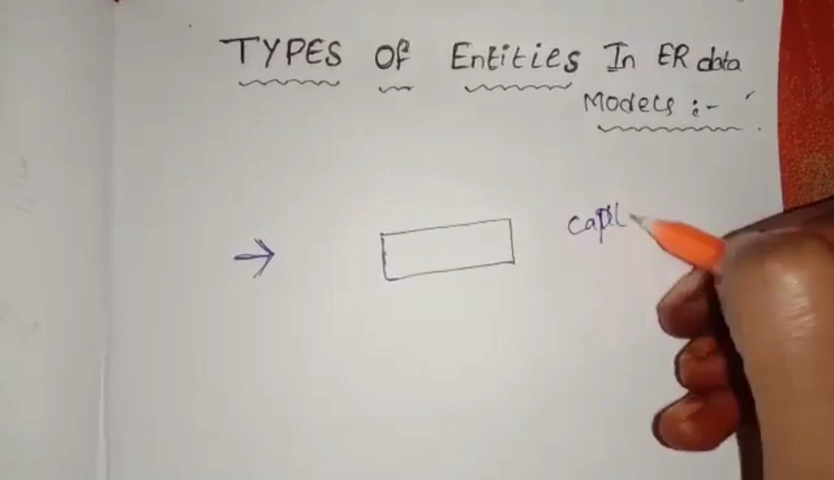 TYPES Of Entities In ER data
Models :-